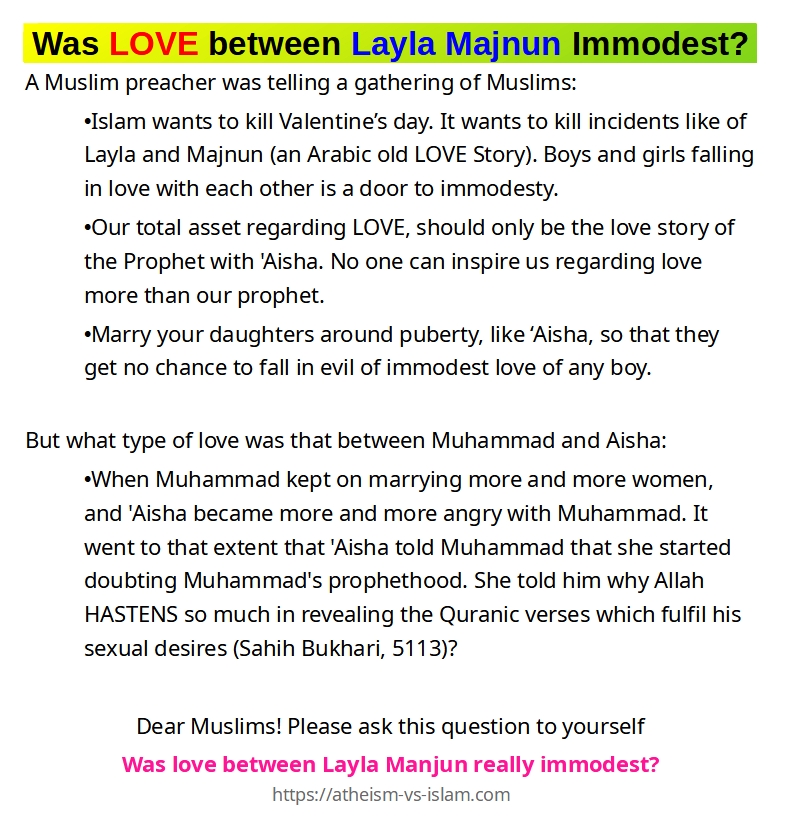 Was LOVE between Layla Majnun Immodest?
A Muslim preacher was telling a gathering of Muslims:
•Islam wants to kill Valentine’s day. It wants to kill incidents like of
Layla and Majnun (an Arabic old LOVE Story). Boys and girls falling
in love with each other is a door to immodesty.
•Our total asset regarding LOVE, should only be the love story of
the Prophet with 'Aisha. No one can inspire us regarding love
more than our prophet.
•Marry your daughters around puberty, like ‘Aisha, so that they
get no chance to fall in evil of immodest love of any boy.
But what type of love was that between Muhammad and Aisha:
•When Muhammad kept on marrying more and more women,
and 'Aisha became more and more angry with Muhammad. It
went to that extent that 'Aisha told Muhammad that she started
doubting Muhammad's prophethood. She told him why Allah
HASTENS so much in revealing the Quranic verses which fulfil his
sexual desires (Sahih Bukhari, 5113)?
Dear Muslims! Please ask this question to yourself
Was love between Layla Manjun really immodest?
https://atheism-vs-islam.com